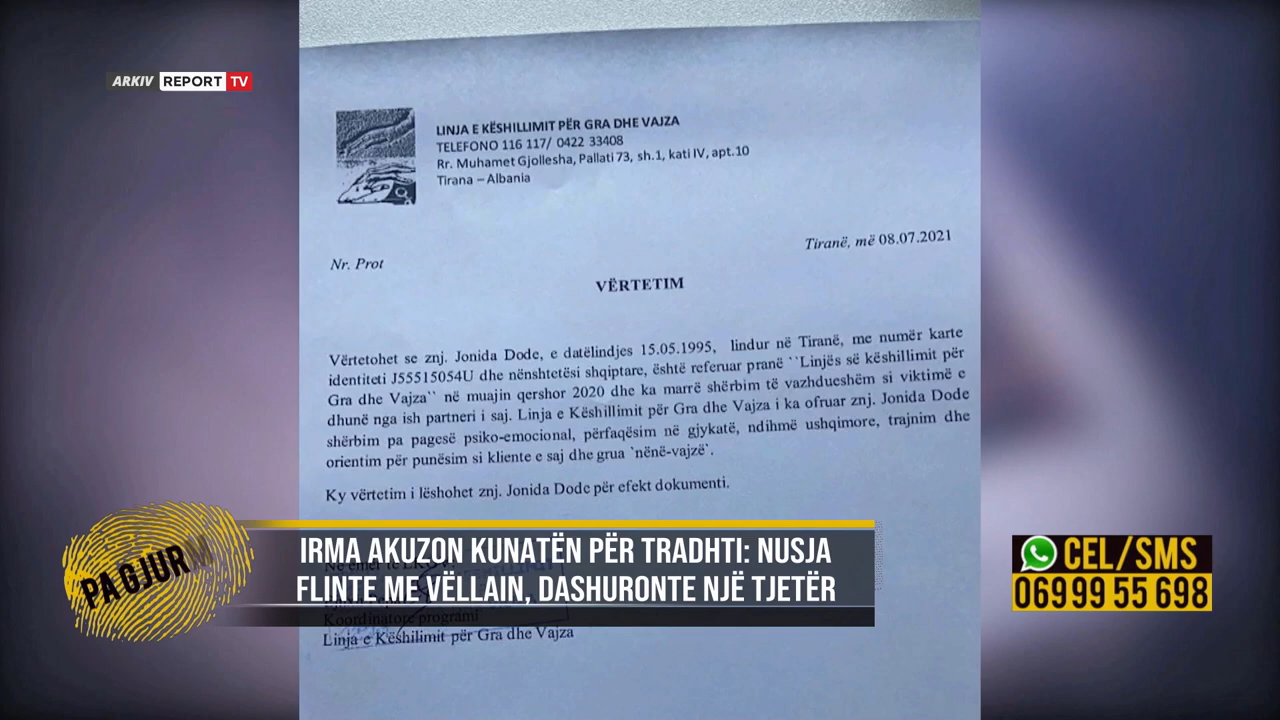 ARKIV REPORT TV
LINJA E KËSHILLIMIT PËR GRA DHE VAJZA
TELEFONO 116 117/ 0422 33408
Rr. Muhamet Gjollesha, Pallati 73, sh.1, kati IV, apt.10
Tirana – Albania
Tiranë, më 08.07.2021
Nr. Prot
VËRTETIM
Vërtetohet se znj. Jonida Dode, e datëlindjes 15.05.1995, lindur në Tiranë, me numër karte
identiteti J55515054U dhe nënshtetësi shqiptare, është referuar pranë ``Linjës së këshillimit për
Gra dhe Vajza`` në muajin qershor 2020 dhe ka marrë shërbim të vazhdueshëm si viktimë e
dhunë nga ish partneri i saj. Linja e Këshillimit për Gra dhe Vajza i ka ofruar znj. Jonida Dode
shërbim pa pagesë psiko-emocional, përfaqësim në gjykatë, ndihmë ushqimore, trajnim dhe
orientim për punësim si kliente e saj dhe grua `nënë-vajzë`.
Ky vërtetim i lëshohet znj. Jonida Dode për efekt dokumenti.
PA GJURM
IRMA AKUZON KUNATËN PËR TRADHTI: NUSJA
FLINTE ME VËLLAIN, DASHURONTE NJË TJETËR
Koordinatore programi
Linja e Këshillimit për Gra dhe Vajza
CEL/SMS
069 99 55 698